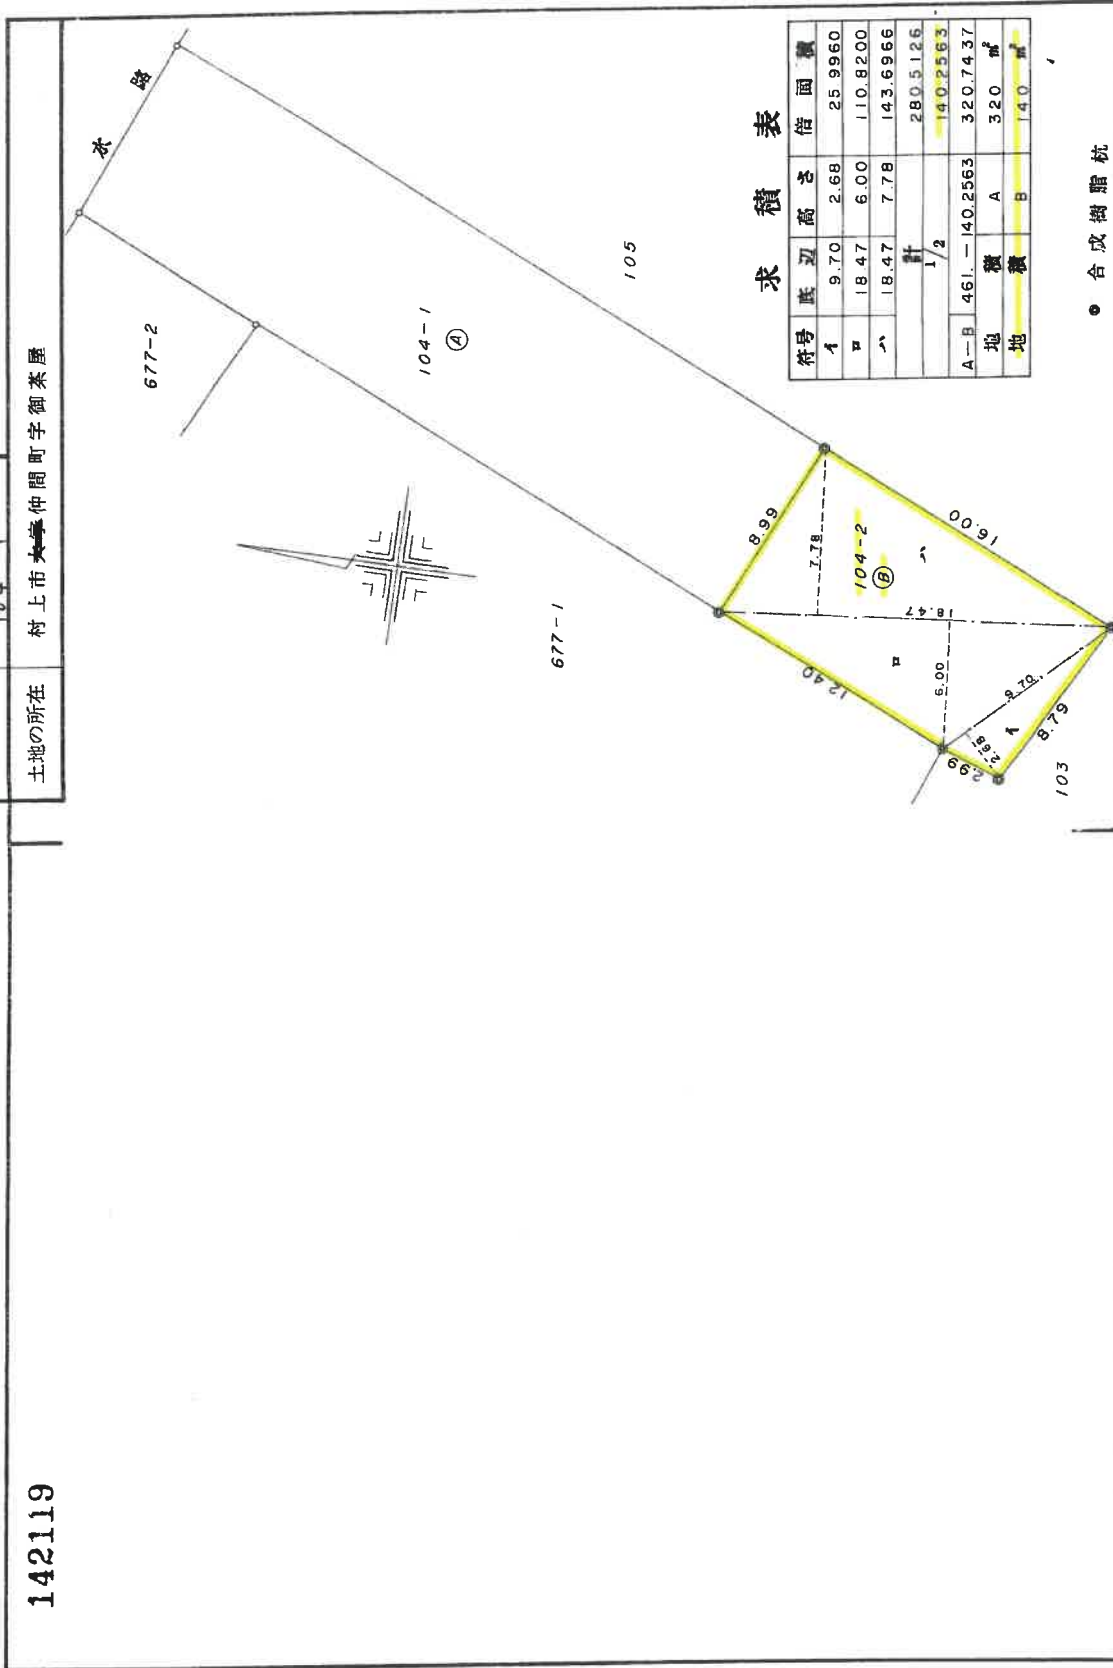 142119
土地の所在 村上市大字仲間町字御茶屋
水路
677-2
104-1
Ⓐ
105
677-1
8.99
7.78
104-2
Ⓑ
ハ
16.00
18.47
12.40
ロ
6.00
9.70
2.68
イ
2.99
8.79
103
求積表
符号 底辺 高さ 倍面積
イ 9.70 2.68 25.9960
ロ 18.47 6.00 110.8200
ハ 18.47 7.78 143.6966
計 280.5126
1/2 140.2563
A-B 461.-140.2563 320.7437
地積 A 320 ㎡
地積 B 140 ㎡
◉ 合成樹脂杭